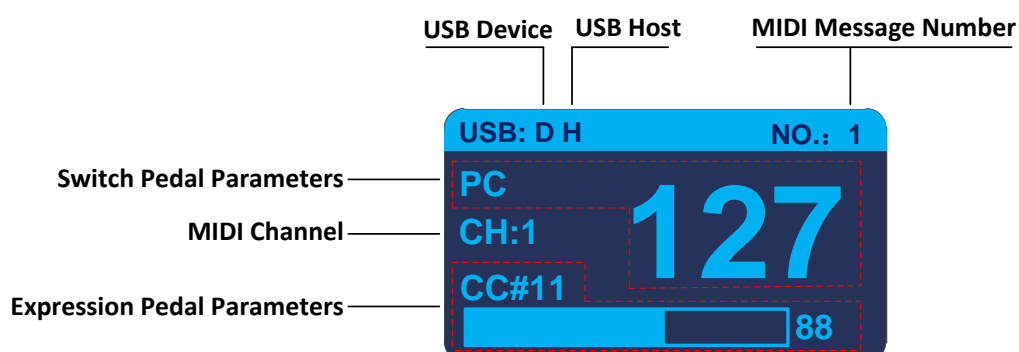 USB Device USB Host MIDI Message Number
USB: D H NO.: 1
Switch Pedal Parameters PC 127
MIDI Channel CH:1
Expression Pedal Parameters CC#11
88